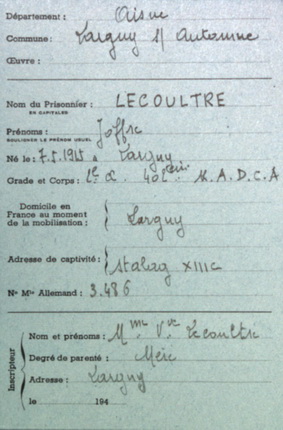 Département : Aisne
Commune : Largny s/ Automne
Œuvre :
Nom du Prisonnier : LECOULTRE
EN CAPITALES
Prénoms : Joffre
SOULIGNER LE PRÉNOM USUEL
Né le : 7.5.1915 à Largny
Grade et Corps : 2e cl. 401e D.C.A
Domicile en
France au moment
de la mobilisation : Largny
Adresse de captivité : Stalag XIIIC
No Mle Allemand : 3.486
Inscripteur
Nom et prénoms : Mme Vve Lecoultre
Degré de parenté : Mère
Adresse : Largny
le 194